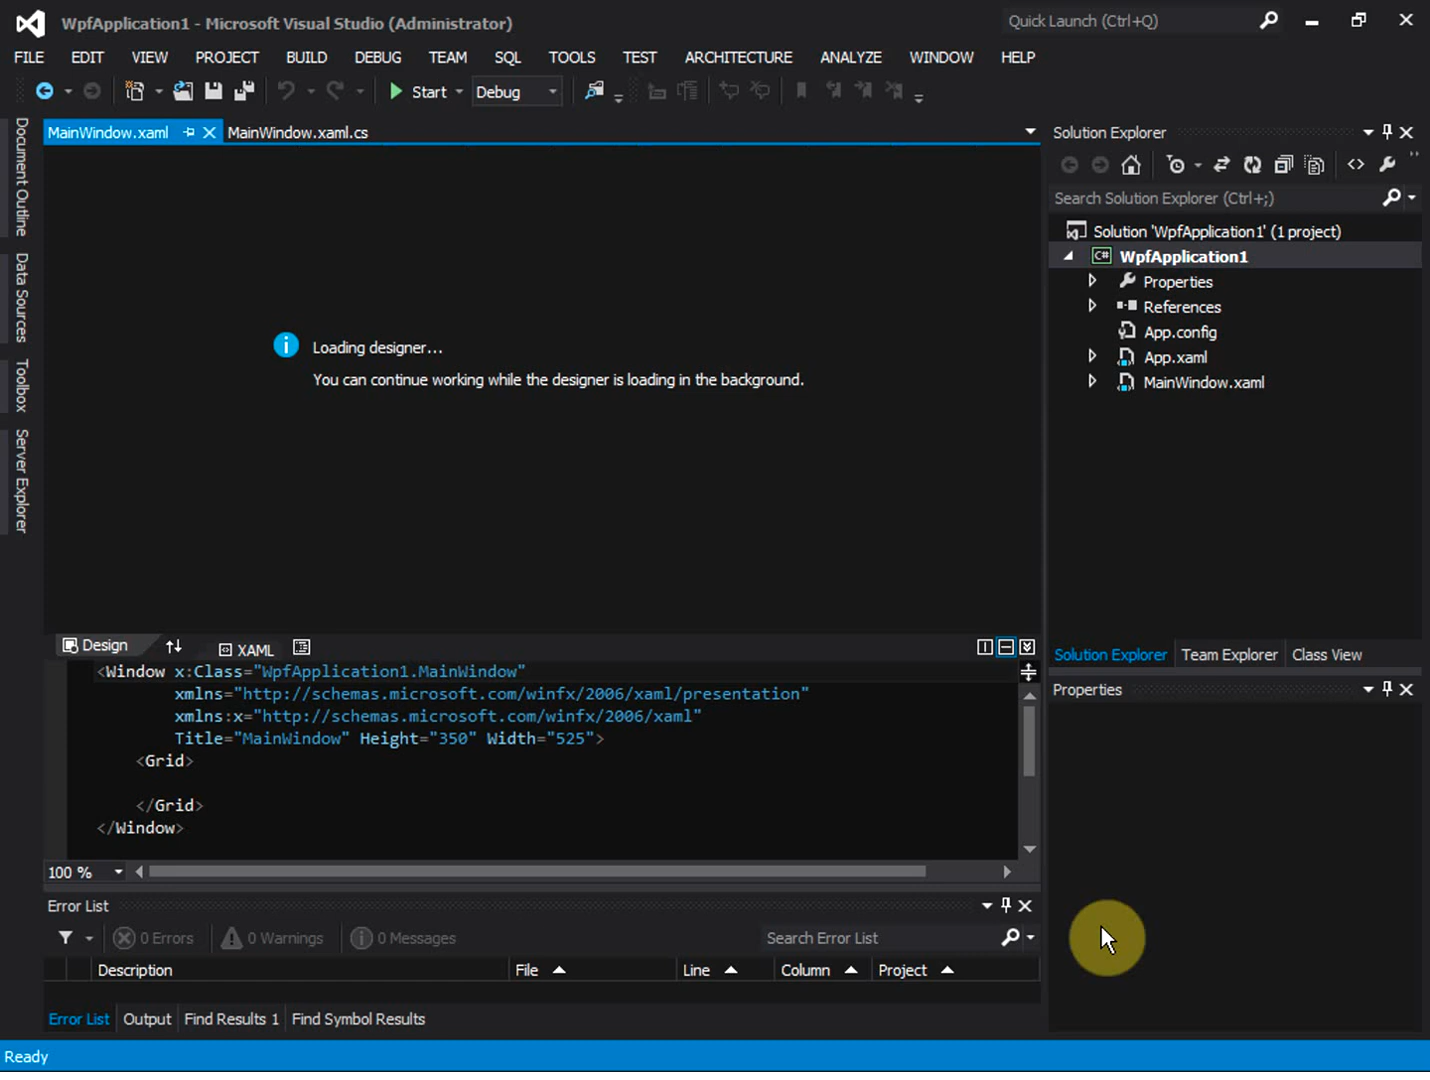 WpfApplication1 - Microsoft Visual Studio (Administrator)
Quick Launch (Ctrl+Q)
FILE EDIT VIEW PROJECT BUILD DEBUG TEAM SQL TOOLS TEST ARCHITECTURE ANALYZE WINDOW HELP
Start Debug
Document Outline
Data Sources
Toolbox
Server Explorer
MainWindow.xaml MainWindow.xaml.cs
Loading designer...
You can continue working while the designer is loading in the background.
Design XAML
<Window x:Class="WpfApplication1.MainWindow"
xmlns="http://schemas.microsoft.com/winfx/2006/xaml/presentation"
xmlns:x="http://schemas.microsoft.com/winfx/2006/xaml"
Title="MainWindow" Height="350" Width="525">
<Grid>
</Grid>
</Window>
100 %
Error List
0 Errors 0 Warnings 0 Messages Search Error List
Description File Line Column Project
Error List Output Find Results 1 Find Symbol Results
Solution Explorer
Search Solution Explorer (Ctrl+;)
Solution 'WpfApplication1' (1 project)
C# WpfApplication1
Properties
References
App.config
App.xaml
MainWindow.xaml
Solution Explorer Team Explorer Class View
Properties
Ready